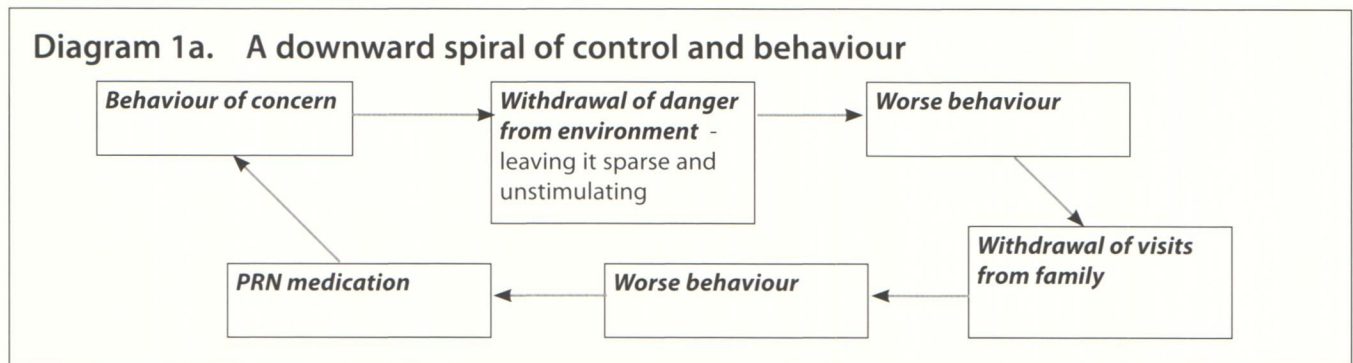 Diagram 1a. A downward spiral of control and behaviour
Behaviour of concern
Withdrawal of danger
from environment -
leaving it sparse and
unstimulating
Worse behaviour
Withdrawal of visits
from family
Worse behaviour
PRN medication